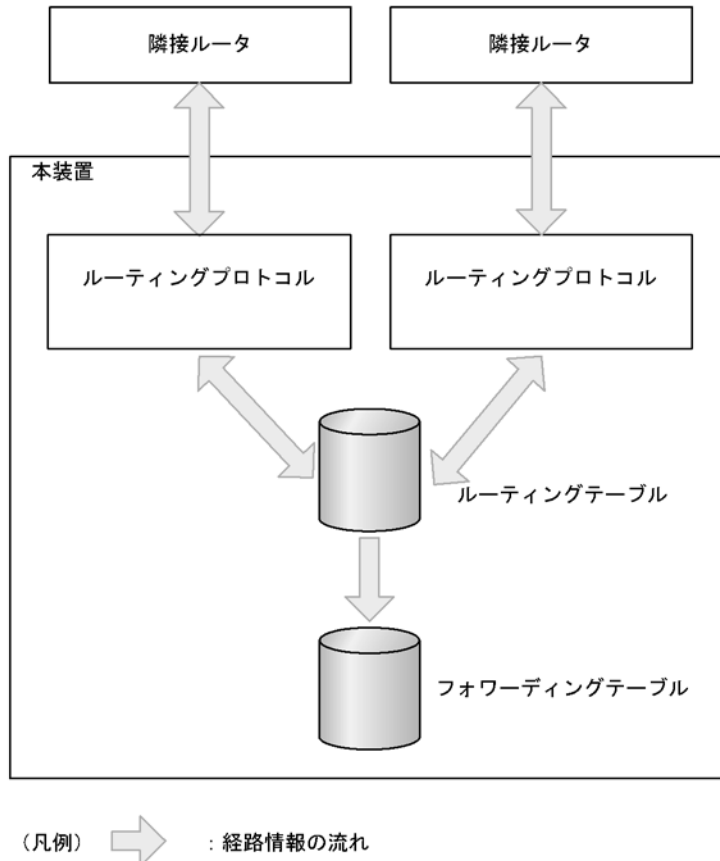 隣接ルータ
隣接ルータ
本装置
ルーティングプロトコル
ルーティングプロトコル
ルーティングテーブル
フォワーディングテーブル
（凡例）
：経路情報の流れ